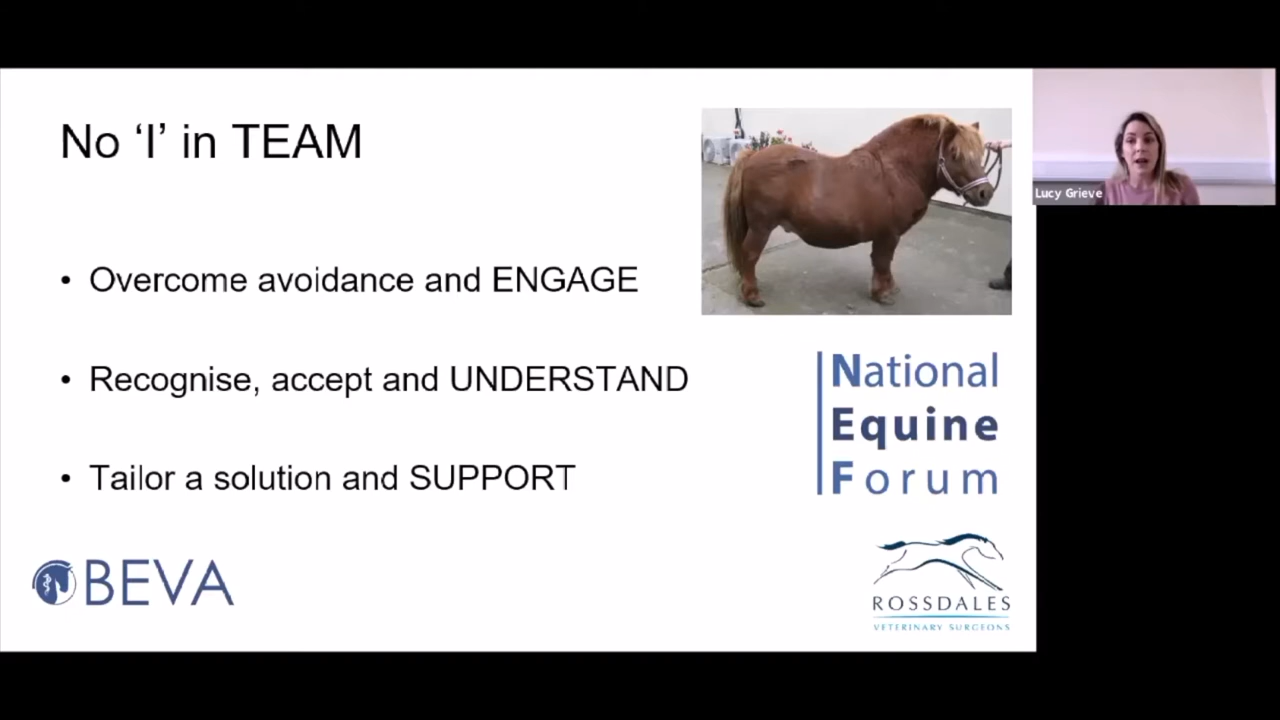 No ‘I’ in TEAM
• Overcome avoidance and ENGAGE
• Recognise, accept and UNDERSTAND
• Tailor a solution and SUPPORT
National
Equine
Forum
BEVA
ROSSDALES
VETERINARY SURGEONS
Lucy Grieve